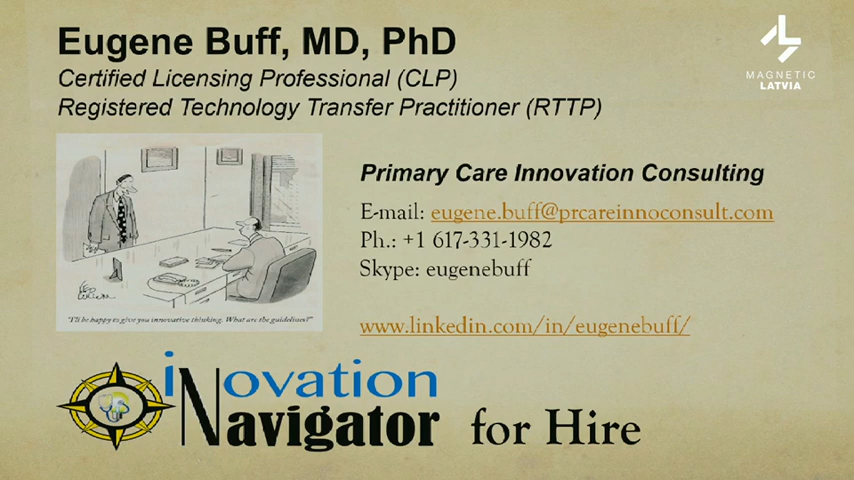 Eugene Buff, MD, PhD
Certified Licensing Professional (CLP)
Registered Technology Transfer Practitioner (RTTP)
MAGNETIC
LATVIA
Primary Care Innovation Consulting
E-mail: eugene.buff@prcareinnoconsult.com
Ph.: +1 617-331-1982
Skype: eugenebuff
www.linkedin.com/in/eugenebuff/
"I'll be happy to give you innovative thinking. What are the guidelines?"
iNovation
Navigator for Hire